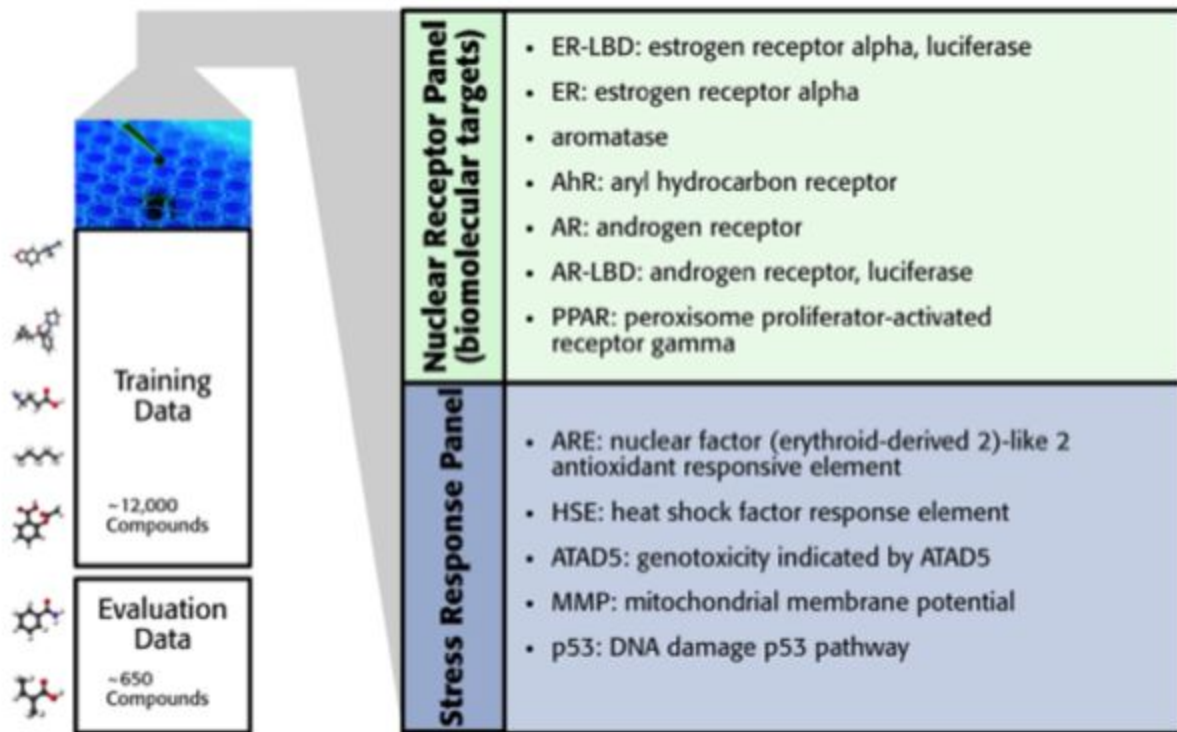 Training
Data
~12,000
Compounds
Evaluation
Data
~650
Compounds
Nuclear Receptor Panel
(biomolecular targets)
• ER-LBD: estrogen receptor alpha, luciferase
• ER: estrogen receptor alpha
• aromatase
• AhR: aryl hydrocarbon receptor
• AR: androgen receptor
• AR-LBD: androgen receptor, luciferase
• PPAR: peroxisome proliferator-activated
receptor gamma
Stress Response Panel
• ARE: nuclear factor (erythroid-derived 2)-like 2
antioxidant responsive element
• HSE: heat shock factor response element
• ATAD5: genotoxicity indicated by ATAD5
• MMP: mitochondrial membrane potential
• p53: DNA damage p53 pathway